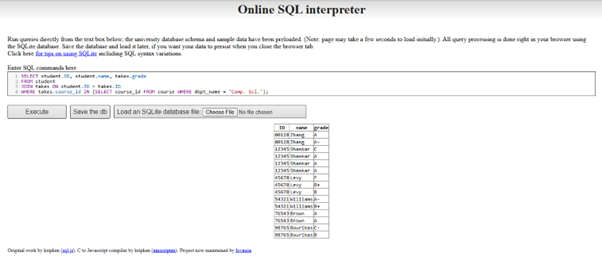 Online SQL interpreter
Run queries directly from the text box below; the university database schema and sample data have been preloaded. (Note: page may take a few seconds to load initially.). All query processing is done right in your browser using
the SQLite database. Save the database and load it later, if you want your data to persist when you close the browser tab.
Click here for tips on using SQLite including SQL syntax variations.
Enter SQL commands here
1 SELECT student.ID, student.name, takes.grade
2 FROM student
3 JOIN takes ON student.ID = takes.ID
4 WHERE takes.course_id IN (SELECT course_id FROM course WHERE dept_name = 'Comp. Sci.');
Execute Save the db Load an SQLite database file: Choose File No file chosen
ID name grade
00128 Zhang A
00128 Zhang A-
12345 Shankar C
12345 Shankar A
12345 Shankar A
12345 Shankar A
45678 Levy F
45678 Levy B+
45678 Levy B
54321 Williams A-
54321 Williams B+
76543 Brown A
76543 Brown A
98765 Bourikas C-
98765 Bourikas B
Original work by kripken (sql.js). C to Javascript compiler by kripken (emscripten). Project now maintained by lovasoa